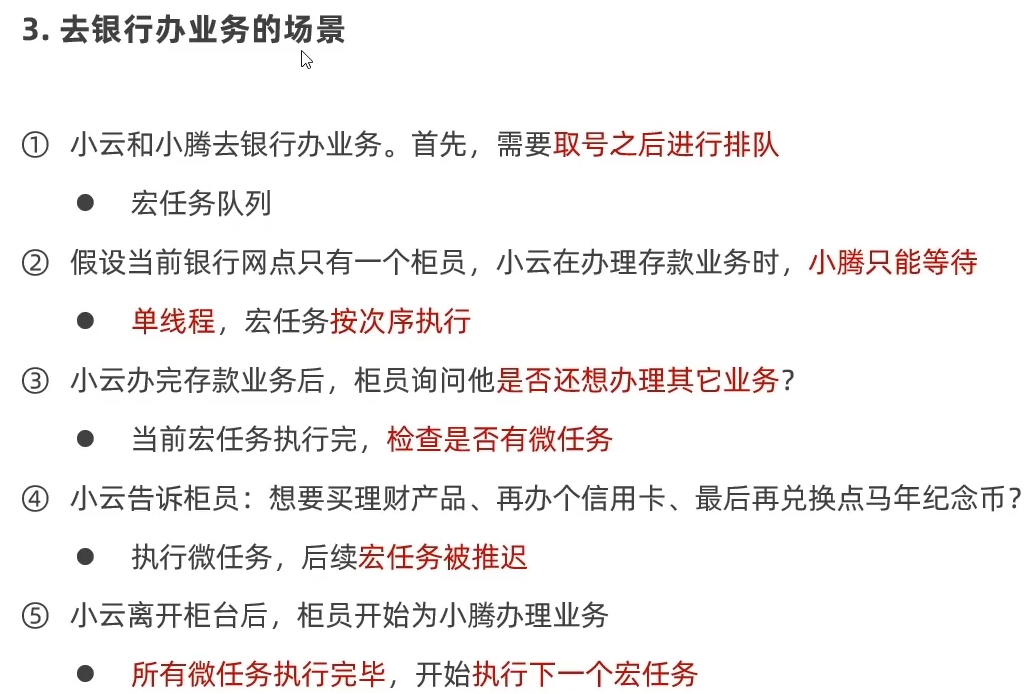 3. 去银行办业务的场景
① 小云和小腾去银行办业务。首先，需要取号之后进行排队
● 宏任务队列
② 假设当前银行网点只有一个柜员，小云在办理存款业务时，小腾只能等待
● 单线程，宏任务按次序执行
③ 小云办完存款业务后，柜员询问他是否还想办理其它业务？
● 当前宏任务执行完，检查是否有微任务
④ 小云告诉柜员：想要买理财产品、再办个信用卡、最后再兑换点马年纪念币？
● 执行微任务，后续宏任务被推迟
⑤ 小云离开柜台后，柜员开始为小腾办理业务
● 所有微任务执行完毕，开始执行下一个宏任务